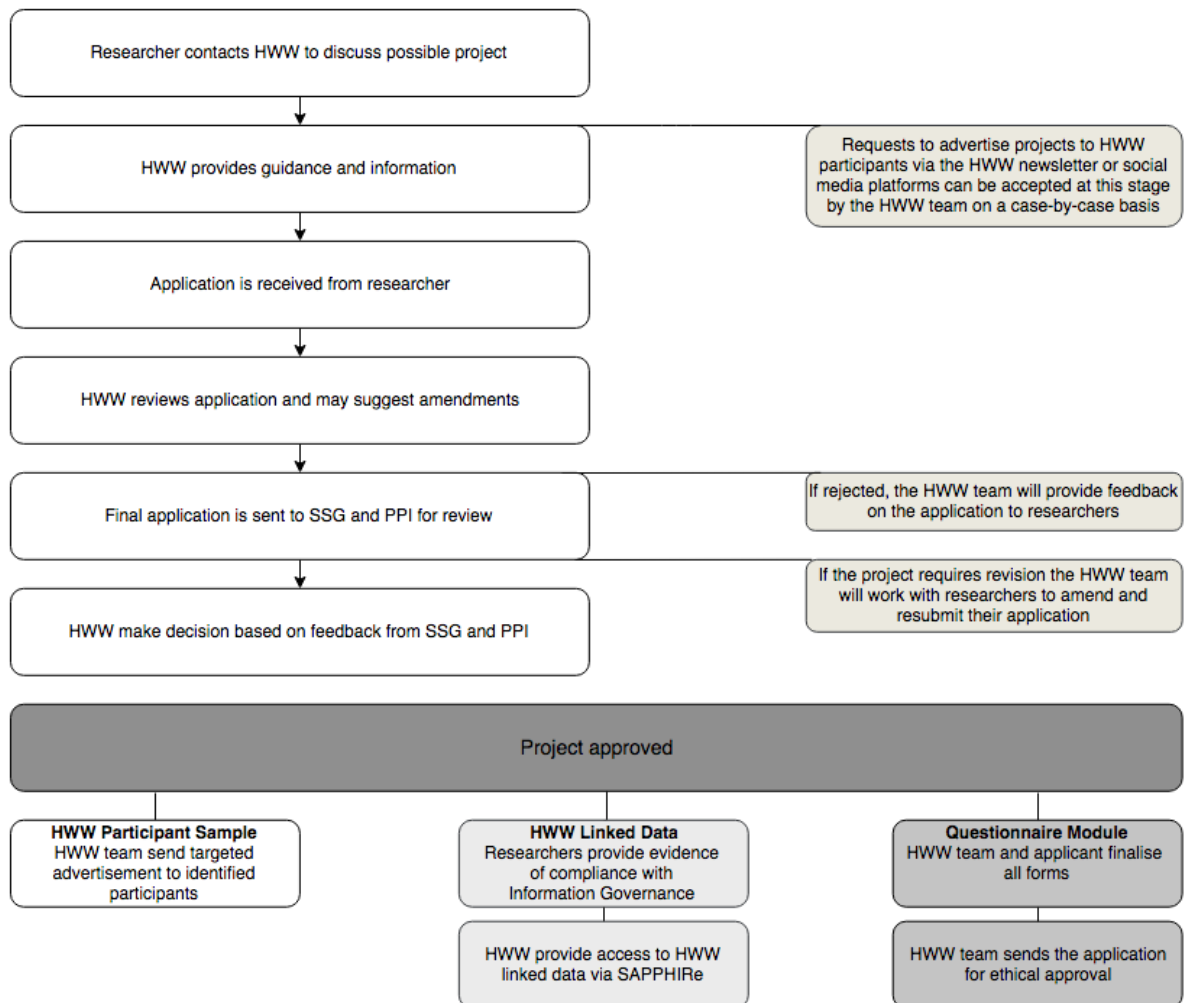 Researcher contacts HWW to discuss possible project
HWW provides guidance and information
Requests to advertise projects to HWW
participants via the HWW newsletter or social
media platforms can be accepted at this stage
by the HWW team on a case-by-case basis
Application is received from researcher
HWW reviews application and may suggest amendments
Final application is sent to SSG and PPI for review
If rejected, the HWW team will provide feedback
on the application to researchers
If the project requires revision the HWW team
will work with researchers to amend and
resubmit their application
HWW make decision based on feedback from SSG and PPI
Project approved
HWW Participant Sample
HWW team send targeted
advertisement to identified
participants
HWW Linked Data
Researchers provide evidence
of compliance with
Information Governance
HWW provide access to HWW
linked data via SAPPHIRe
Questionnaire Module
HWW team and applicant finalise
all forms
HWW team sends the application
for ethical approval